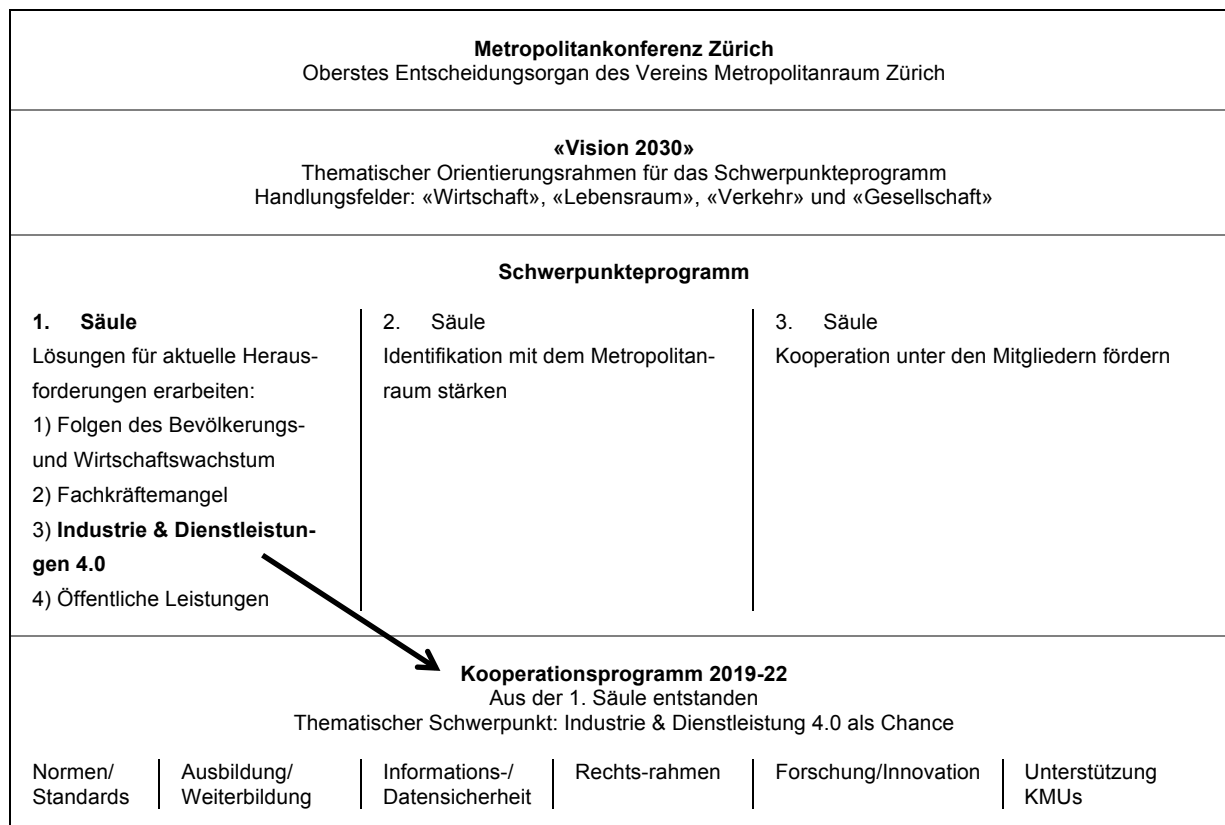 Metropolitankonferenz Zürich
Oberstes Entscheidungsorgan des Vereins Metropolitanraum Zürich
«Vision 2030»
Thematischer Orientierungsrahmen für das Schwerpunkteprogramm
Handlungsfelder: «Wirtschaft», «Lebensraum», «Verkehr» und «Gesellschaft»
Schwerpunkteprogramm
1. Säule
Lösungen für aktuelle Heraus-
forderungen erarbeiten:
1) Folgen des Bevölkerungs-
und Wirtschaftswachstum
2) Fachkräftemangel
3) Industrie & Dienstleistun-
gen 4.0
4) Öffentliche Leistungen
2. Säule
Identifikation mit dem Metropolitan-
raum stärken
3. Säule
Kooperation unter den Mitgliedern fördern
Kooperationsprogramm 2019-22
Aus der 1. Säule entstanden
Thematischer Schwerpunkt: Industrie & Dienstleistung 4.0 als Chance
Normen/
Standards
Ausbildung/
Weiterbildung
Informations-/
Datensicherheit
Rechts-rahmen
Forschung/Innovation
Unterstützung
KMUs